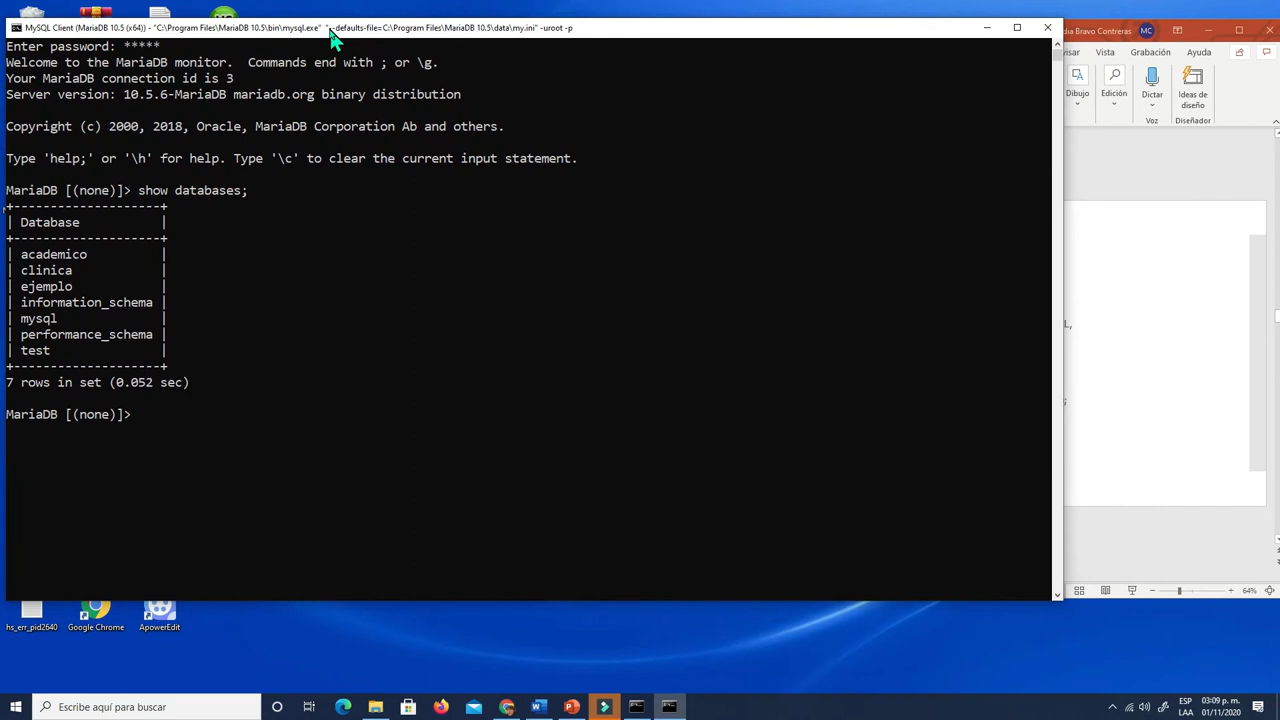 MySQL Client (MariaDB 10.5 (x64)) - "C:\Program Files\MariaDB 10.5\bin\mysql.exe" "--defaults-file=C:\Program Files\MariaDB 10.5\data\my.ini" -uroot -p
dia Bravo Contreras MC
Enter password: *****
Welcome to the MariaDB monitor.  Commands end with ; or \g.
Your MariaDB connection id is 3
Server version: 10.5.6-MariaDB mariadb.org binary distribution
Copyright (c) 2000, 2018, Oracle, MariaDB Corporation Ab and others.
Type 'help;' or '\h' for help. Type '\c' to clear the current input statement.
MariaDB [(none)]> show databases;
+--------------------+
| Database           |
+--------------------+
| academico          |
| clinica            |
| ejemplo            |
| information_schema |
| mysql              |
| performance_schema |
| test               |
+--------------------+
7 rows in set (0.052 sec)
MariaDB [(none)]>
visar Vista Grabación Ayuda
Dibujo Edición Dictar Ideas de diseño
Voz Diseñador
L,
;
64%
hs_err_pid2640 Google Chrome ApowerEdit
Escribe aquí para buscar
ESP 03:09 p. m.
LAA 01/11/2020